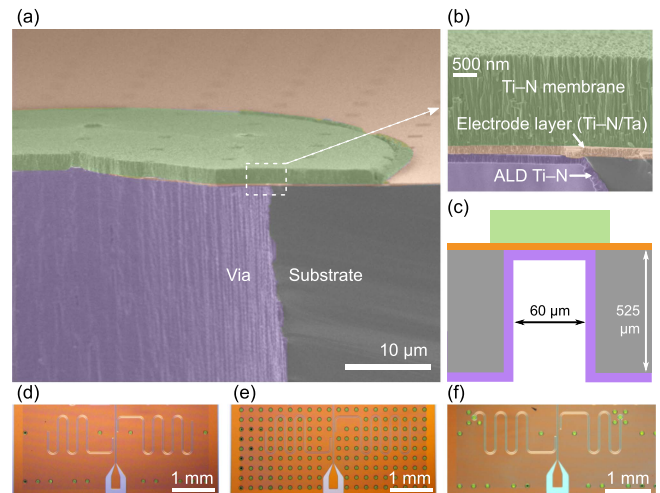 (a)
Via
Substrate
10 μm
(b)
500 nm
Ti–N membrane
Electrode layer (Ti–N/Ta)
ALD Ti–N
(c)
60 μm
525
μm
(d)
1 mm
(e)
1 mm
(f)
1 mm